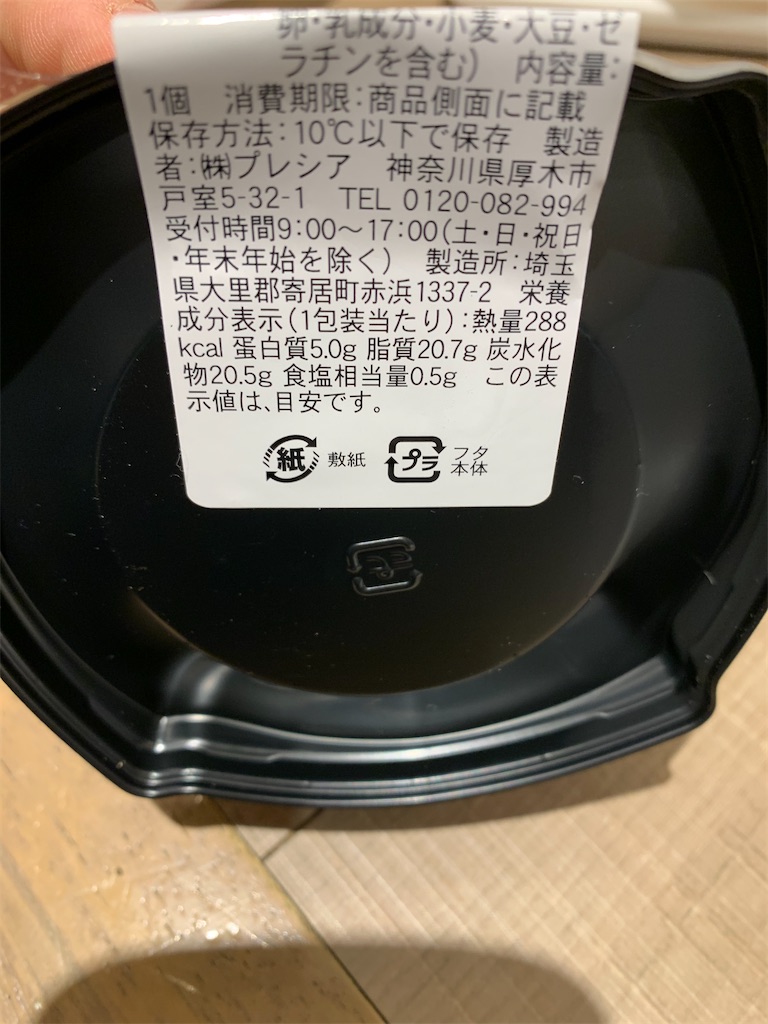 卵・乳成分・小麦・大豆・ゼ
ラチンを含む) 内容量:
1個 消費期限:商品側面に記載
保存方法:10℃以下で保存 製造
者:㈱プレシア 神奈川県厚木市
戸室5-32-1 TEL 0120-082-994
受付時間9:00〜17:00(土・日・祝日
・年末年始を除く) 製造所:埼玉
県大里郡寄居町赤浜1337-2 栄養
成分表示(1包装当たり):熱量288
kcal 蛋白質5.0g 脂質20.7g 炭水化
物20.5g 食塩相当量0.5g この表
示値は、目安です。
紙 敷紙 プラ フタ
本体
プラ